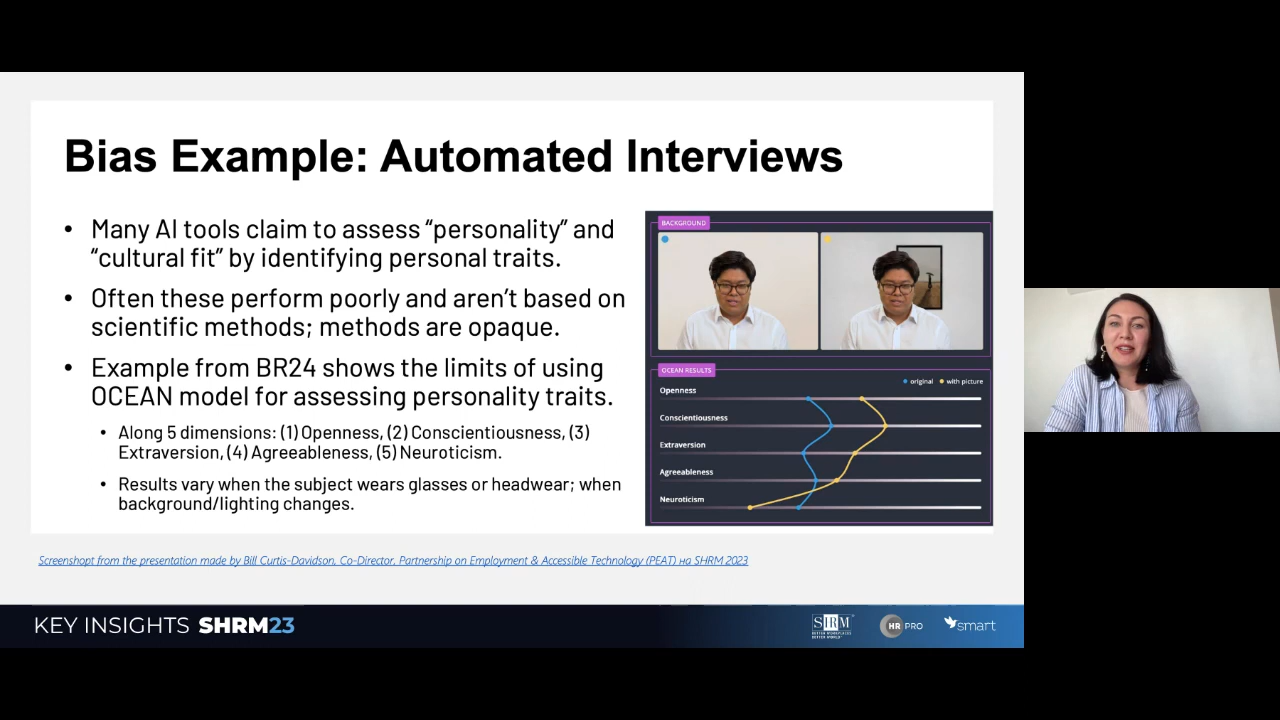 Bias Example: Automated Interviews
• Many AI tools claim to assess “personality” and
“cultural fit” by identifying personal traits.
• Often these perform poorly and aren’t based on
scientific methods; methods are opaque.
• Example from BR24 shows the limits of using
OCEAN model for assessing personality traits.
• Along 5 dimensions: (1) Openness, (2) Conscientiousness, (3)
Extraversion, (4) Agreeableness, (5) Neuroticism.
• Results vary when the subject wears glasses or headwear; when
background/lighting changes.
BACKGROUND
OCEAN RESULTS
original with picture
Openness
Conscientiousness
Extraversion
Agreeableness
Neuroticism
Screenshopt from the presentation made by Bill Curtis-Davidson, Co-Director, Partnership on Employment & Accessible Technology (PEAT) на SHRM 2023
KEY INSIGHTS SHRM23
SHRM
BETTER WORKPLACES
BETTER WORLD
HR PRO
smart